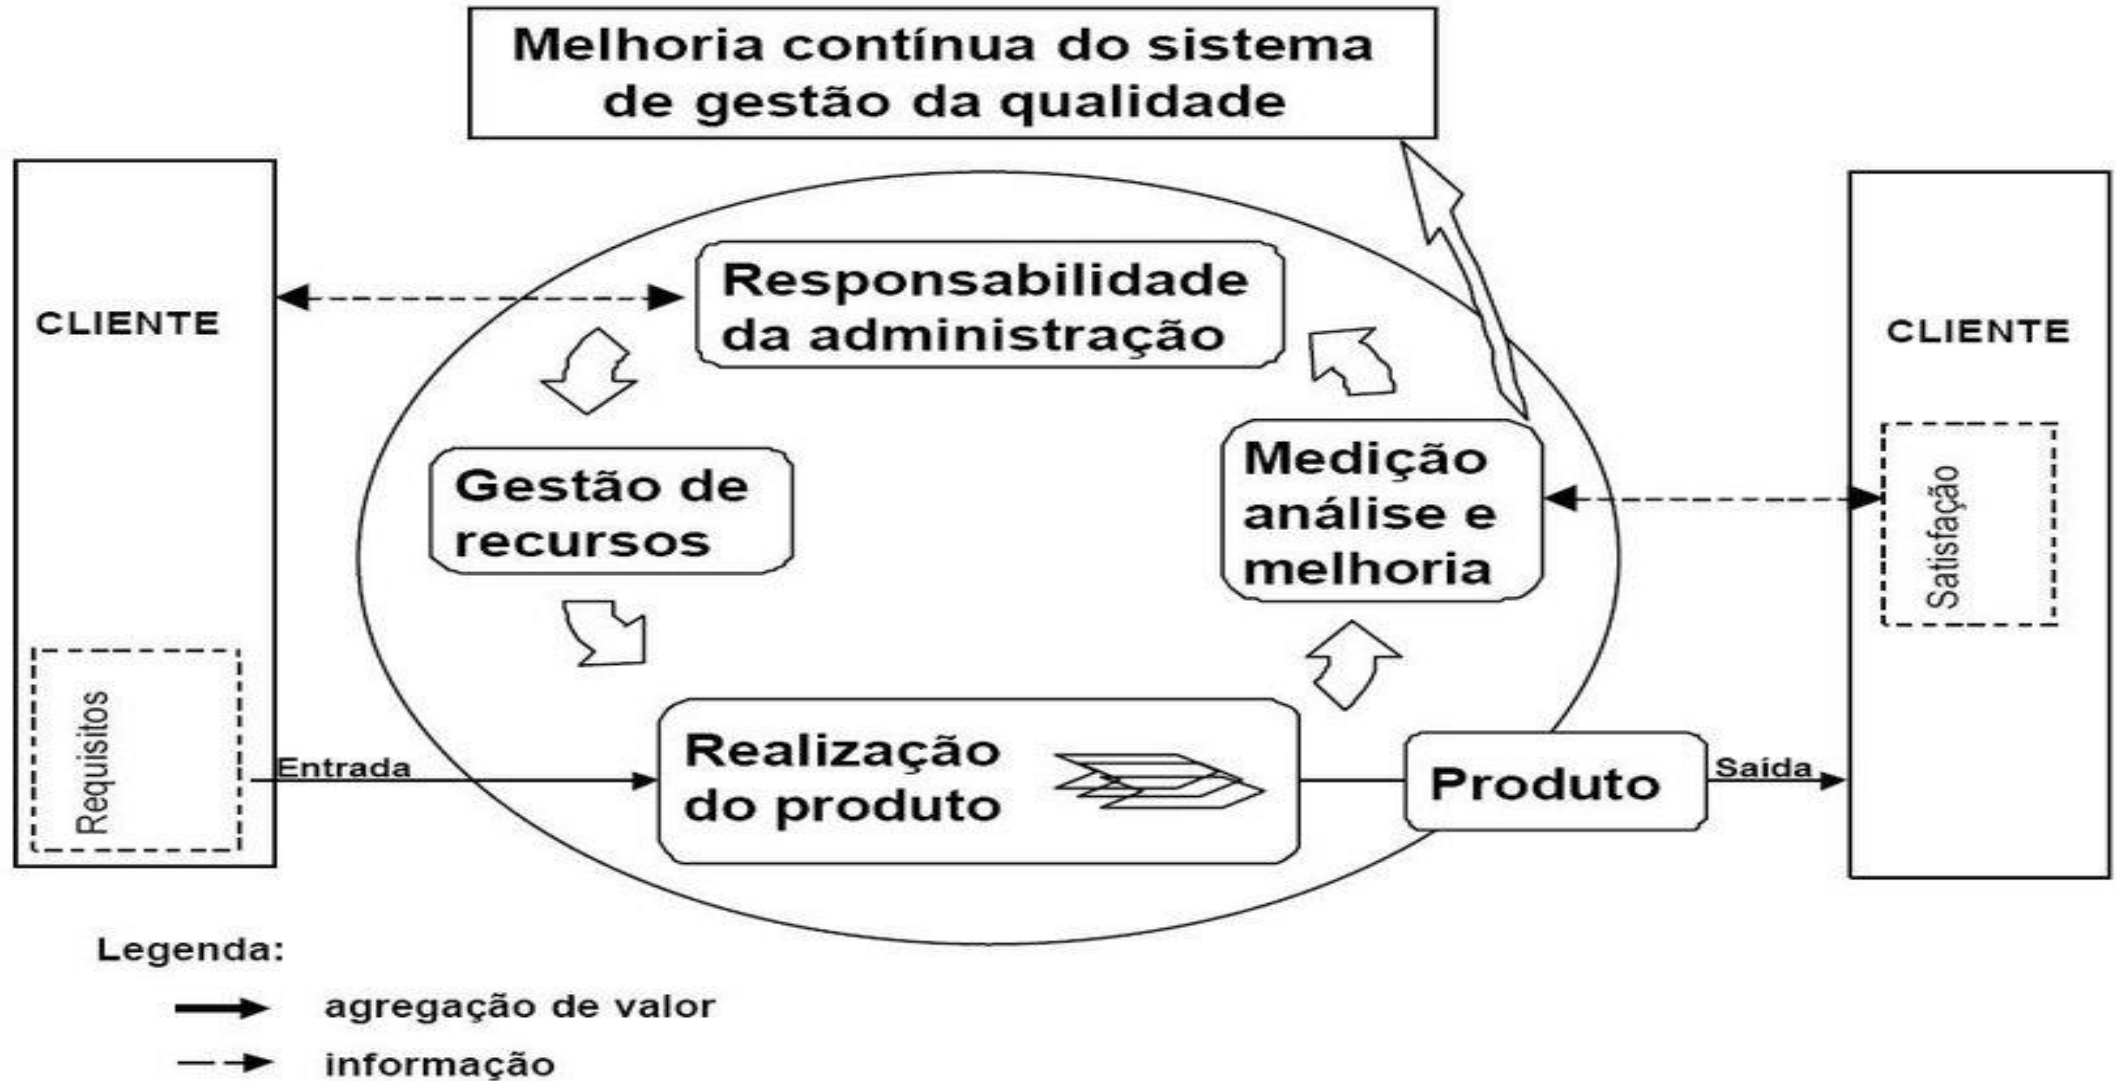 Melhoria contínua do sistema
de gestão da qualidade
CLIENTE
Requisitos
Responsabilidade
da administração
Gestão de
recursos
Medição
análise e
melhoria
CLIENTE
Satisfação
Entrada
Realização
do produto
Produto
Saída
Legenda:
agregação de valor
informação